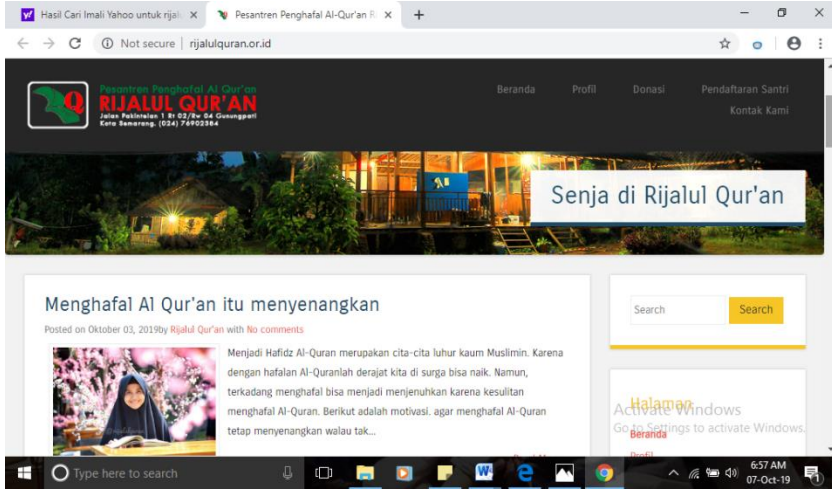 Hasil Cari Imali Yahoo untuk rijalu
Pesantren Penghafal Al-Qur'an Ri
Not secure | rijalulquran.or.id
Pesantren Penghafal Al Qur'an
RIJALUL QUR'AN
Jalan Pakintelan 1 Rt 02/Rw 04 Gunungpati
Kota Semarang. (024) 76902384
Beranda Profil Donasi Pendaftaran Santri
Kontak Kami
Senja di Rijalul Qur'an
Menghafal Al Qur'an itu menyenangkan
Posted on Oktober 03, 2019by Rijalul Qur'an with No comments
Menjadi Hafidz Al-Quran merupakan cita-cita luhur kaum Muslimin. Karena
dengan hafalan Al-Quranlah derajat kita di surga bisa naik. Namun,
terkadang menghafal bisa menjadi menjenuhkan karena kesulitan
menghafal Al-Quran. Berikut adalah motivasi. agar menghafal Al-Quran
tetap menyenangkan walau tak...
Search Search
Halaman
Beranda
Profil
Activate Windows
Go to Settings to activate Windows.
Type here to search
6:57 AM
07-Oct-19